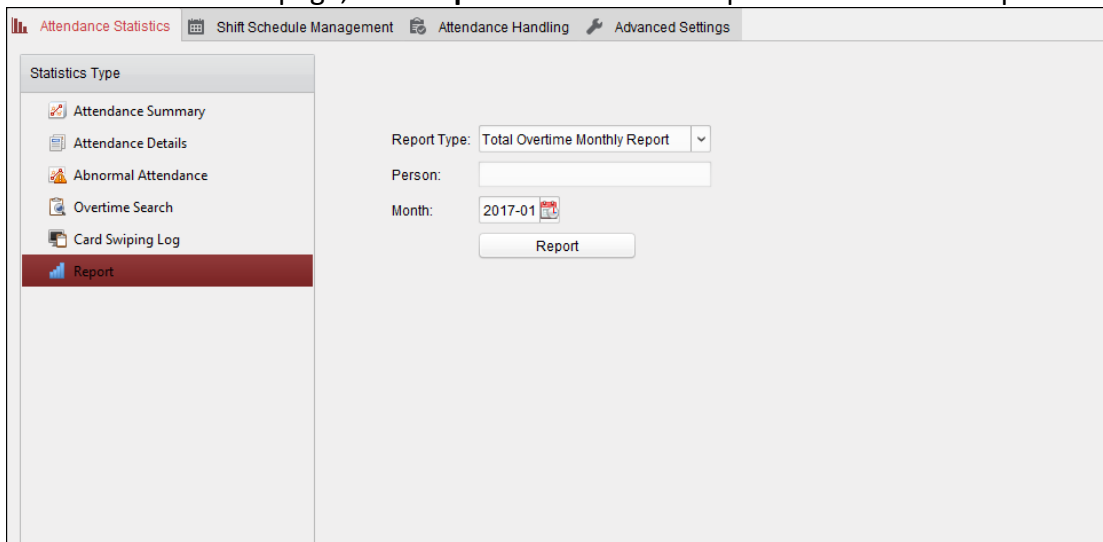 Attendance Statistics Shift Schedule Management Attendance Handling Advanced Settings
Statistics Type
Attendance Summary
Attendance Details
Abnormal Attendance
Overtime Search
Card Swiping Log
Report
Report Type: Total Overtime Monthly Report
Person:
Month: 2017-01
Report